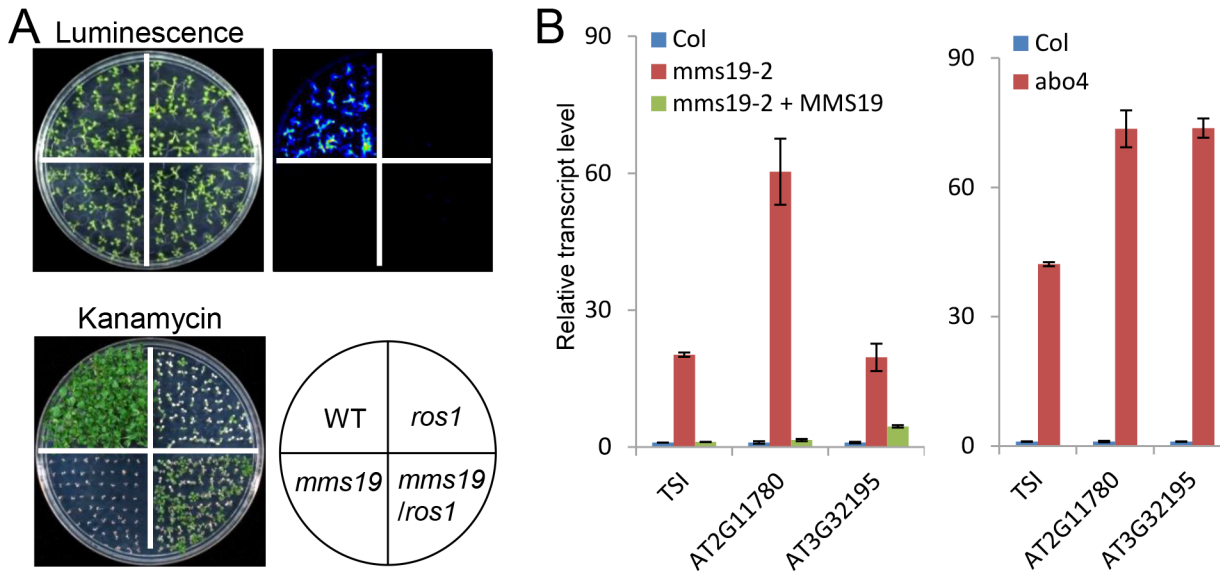 A
Luminescence
Kanamycin
WT
ros1
mms19
mms19
/ros1
B
Relative transcript level
90
60
30
0
Col
mms19-2
mms19-2 + MMS19
TSI
AT2G11780
AT3G32195
90
60
30
0
Col
abo4
TSI
AT2G11780
AT3G32195